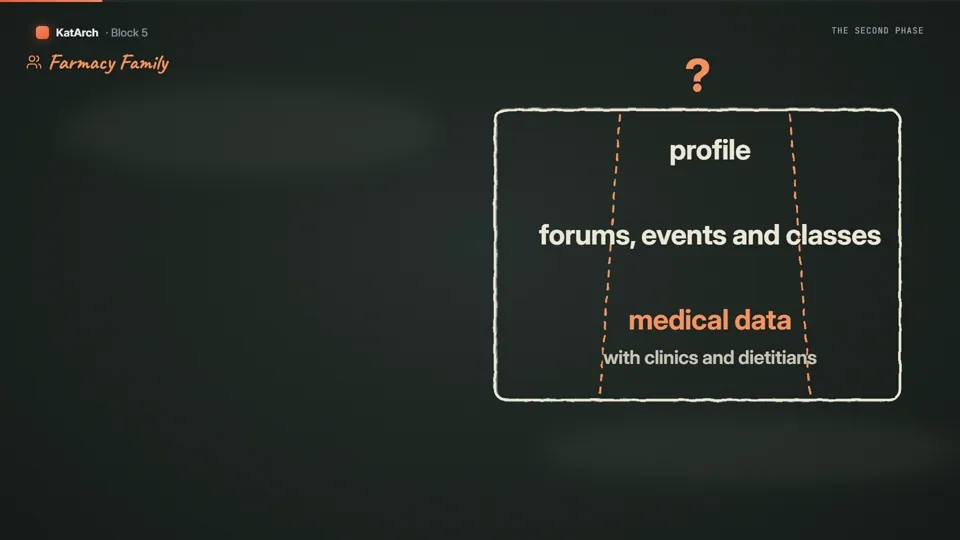 KatArch · Block 5
THE SECOND PHASE
Farmacy Family
?
profile
forums, events and classes
medical data
with clinics and dietitians